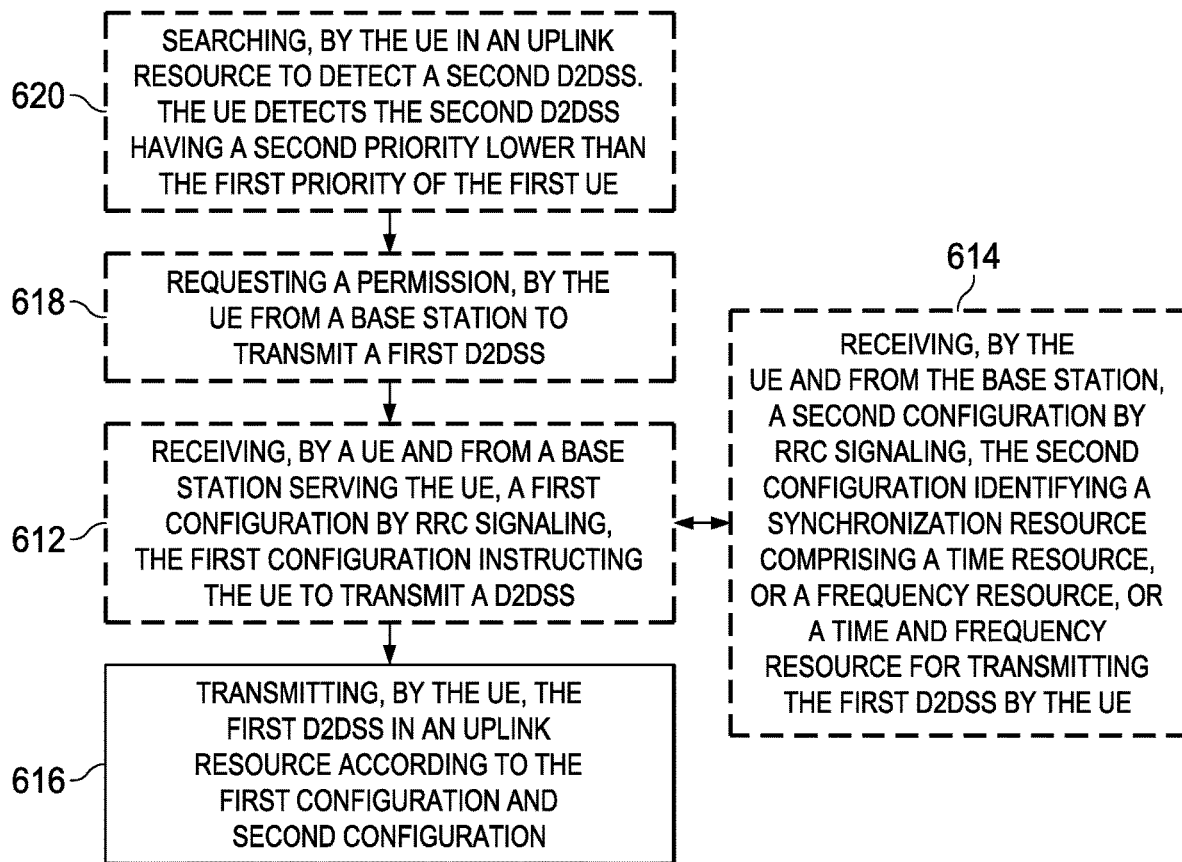 620
SEARCHING, BY THE UE IN AN UPLINK
RESOURCE TO DETECT A SECOND D2DSS.
THE UE DETECTS THE SECOND D2DSS
HAVING A SECOND PRIORITY LOWER THAN
THE FIRST PRIORITY OF THE FIRST UE
618
REQUESTING A PERMISSION, BY THE
UE FROM A BASE STATION TO
TRANSMIT A FIRST D2DSS
612
RECEIVING, BY A UE AND FROM A BASE
STATION SERVING THE UE, A FIRST
CONFIGURATION BY RRC SIGNALING,
THE FIRST CONFIGURATION INSTRUCTING
THE UE TO TRANSMIT A D2DSS
614
RECEIVING, BY THE
UE AND FROM THE BASE STATION,
A SECOND CONFIGURATION BY
RRC SIGNALING, THE SECOND
CONFIGURATION IDENTIFYING A
SYNCHRONIZATION RESOURCE
COMPRISING A TIME RESOURCE,
OR A FREQUENCY RESOURCE, OR
A TIME AND FREQUENCY
RESOURCE FOR TRANSMITTING
THE FIRST D2DSS BY THE UE
616
TRANSMITTING, BY THE UE, THE
FIRST D2DSS IN AN UPLINK
RESOURCE ACCORDING TO THE
FIRST CONFIGURATION AND
SECOND CONFIGURATION